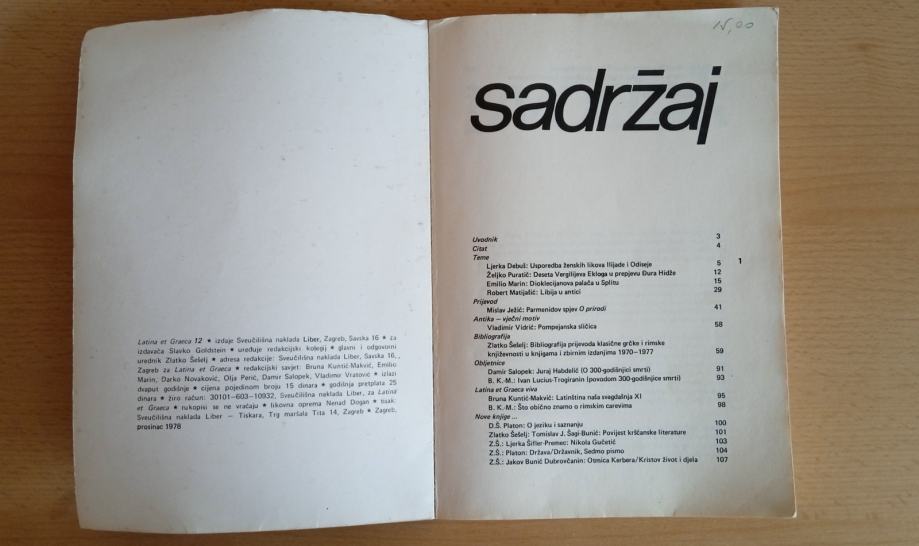 Latina et Graeca 12 ★ izdaje Sveučilišna naklada Liber, Zagreb, Savska 16 ★ za
izdavača Slavko Goldstein ★ uređuje redakcijski kolegij ★ glavni i odgovorni
urednik Zlatko Šešelj ★ adresa redakcije: Sveučilišna naklada Liber, Savska 16,
Zagreb za Latina et Graeca ★ redakcijski savjet: Bruna Kuntić-Makvić, Emilio
Marin, Darko Novaković, Olja Perić, Damir Salopek, Vladimir Vratović ★ izlazi
dvaput godišnje ★ cijena pojedinom broju 15 dinara ★ godišnja pretplata 25
dinara ★ žiro račun: 30101-603-10932, Sveučilišna naklada Liber, za Latina
et Graeca ★ rukopisi se ne vraćaju ★ likovna oprema Nenad Dogan ★ tisak:
Sveučilišna naklada Liber — Tiskara, Trg maršala Tita 14, Zagreb ★ Zagreb,
prosinac 1978
15,00
sadržaj
Uvodnik 3
Citat 4
Teme
Ljerka Debuš: Usporedba ženskih likova Ilijade i Odiseje 5
1
Željko Puratić: Deseta Vergilijeva Ekloga u prepjevu Đura Hidže 12
Emilio Marin: Dioklecijanova palača u Splitu 15
Robert Matijašić: Libija u antici 29
Prijevod
Mislav Ježić: Parmenidov spjev O prirodi 41
Antika — vječni motiv
Vladimir Vidrić: Pompejanska sličica 58
Bibliografija
Zlatko Šešelj: Bibliografija prijevoda klasične grčke i rimske
književnosti u knjigama i zbirnim izdanjima 1970–1977 59
Obljetnice
Damir Salopek: Juraj Habdelić (O 300-godišnjici smrti) 91
B. K.-M.: Ivan Lucius-Trogiranin (povodom 300-godišnjice smrti) 93
Latina et Graeca viva
Bruna Kuntić-Makvić: Latinština naša svagdašnja XI 95
B. K.-M.: Što obično znamo o rimskim carevima 98
Nove knjige ...
D.Š. Platon: O jeziku i saznanju 100
Zlatko Šešelj: Tomislav J. Šagi-Bunić: Povijest kršćanske literature 101
Z.Š.: Ljerka Šifler-Premec: Nikola Gučetić 103
Z.Š.: Platon: Država/Državnik, Sedmo pismo 104
Z.Š.: Jakov Bunić Dubrovčanin: Otmica Kerbera/Kristov život i djela 107